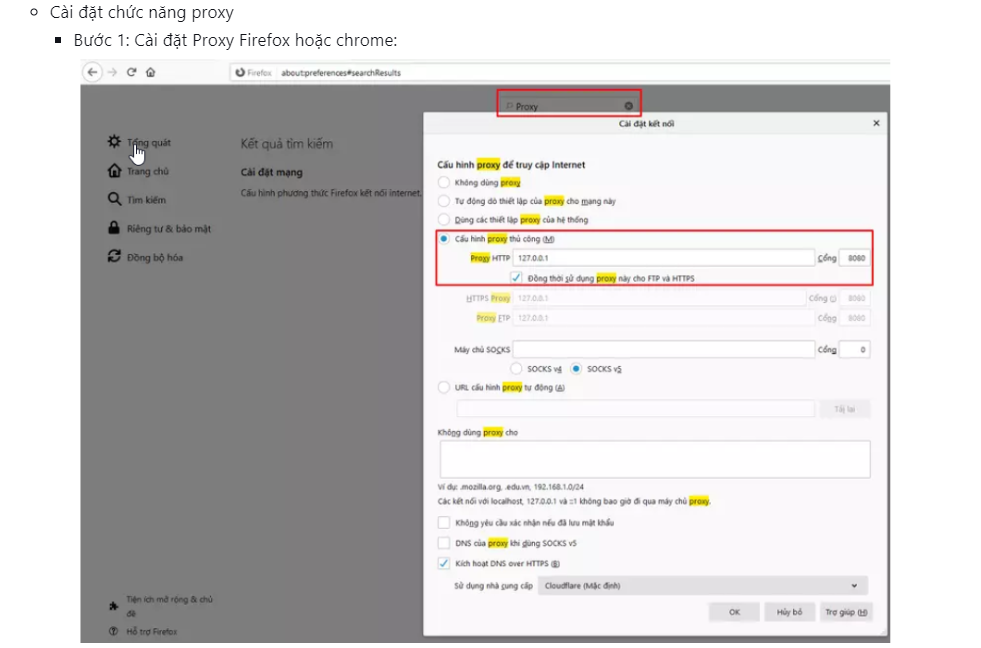 Cài đặt chức năng proxy
Bước 1: Cài đặt Proxy Firefox hoặc chrome:
Firefox about:preferences#searchResults
Proxy
Cài đặt kết nối
Tổng quát
Trang chủ
Tìm kiếm
Riêng tư & bảo mật
Đồng bộ hóa
Kết quả tìm kiếm
Cài đặt mạng
Cấu hình phương thức Firefox kết nối internet.
Cấu hình proxy để truy cập Internet
Không dùng proxy
Tự động dò thiết lập của proxy cho mạng này
Dùng các thiết lập proxy của hệ thống
Cấu hình proxy thủ công (M)
Proxy HTTP 127.0.0.1 Cổng 8080
Đồng thời sử dụng proxy này cho FTP và HTTPS
HTTPS Proxy 127.0.0.1 Cổng (O) 8080
Proxy FTP 127.0.0.1 Cổng 8080
Máy chủ SOCKS Cổng 0
SOCKS v4 SOCKS v5
URL cấu hình proxy tự động (A)
Tải lại
Không dùng proxy cho
Ví dụ: .mozilla.org, .edu.vn, 192.168.1.0/24
Các kết nối với localhost, 127.0.0.1 và ::1 không bao giờ đi qua máy chủ proxy.
Không yêu cầu xác nhận nếu đã lưu mật khẩu
DNS của proxy khi dùng SOCKS v5
Kích hoạt DNS over HTTPS (S)
Sử dụng nhà cung cấp Cloudflare (Mặc định)
OK Hủy bỏ Trợ giúp (H)
Tiện ích mở rộng & chủ
đề
Hỗ trợ Firefox